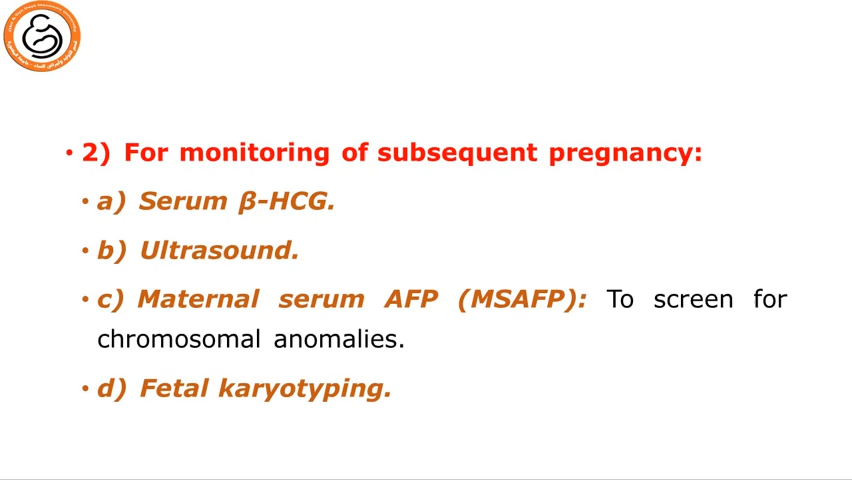 • 2) For monitoring of subsequent pregnancy:
• a) Serum β-HCG.
• b) Ultrasound.
• c) Maternal serum AFP (MSAFP): To screen for
chromosomal anomalies.
• d) Fetal karyotyping.